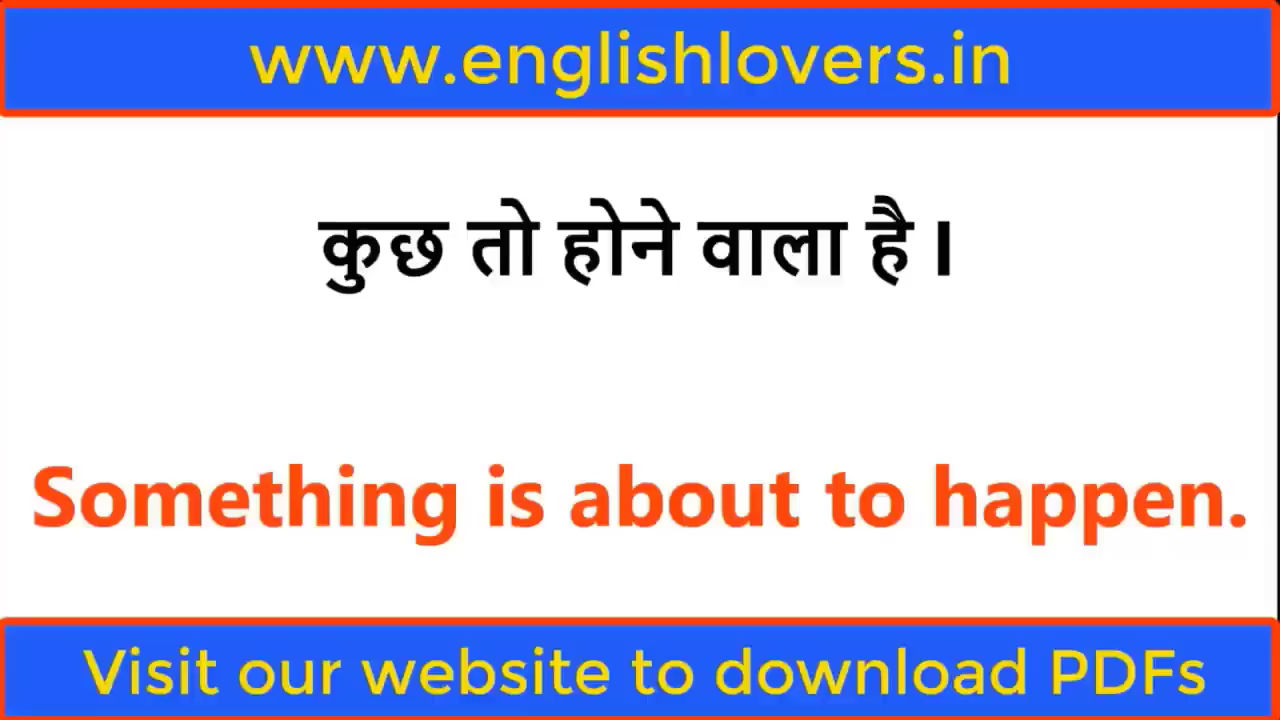 www.englishlovers.in
कुछ तो होने वाला है ।
Something is about to happen.
Visit our website to download PDFs